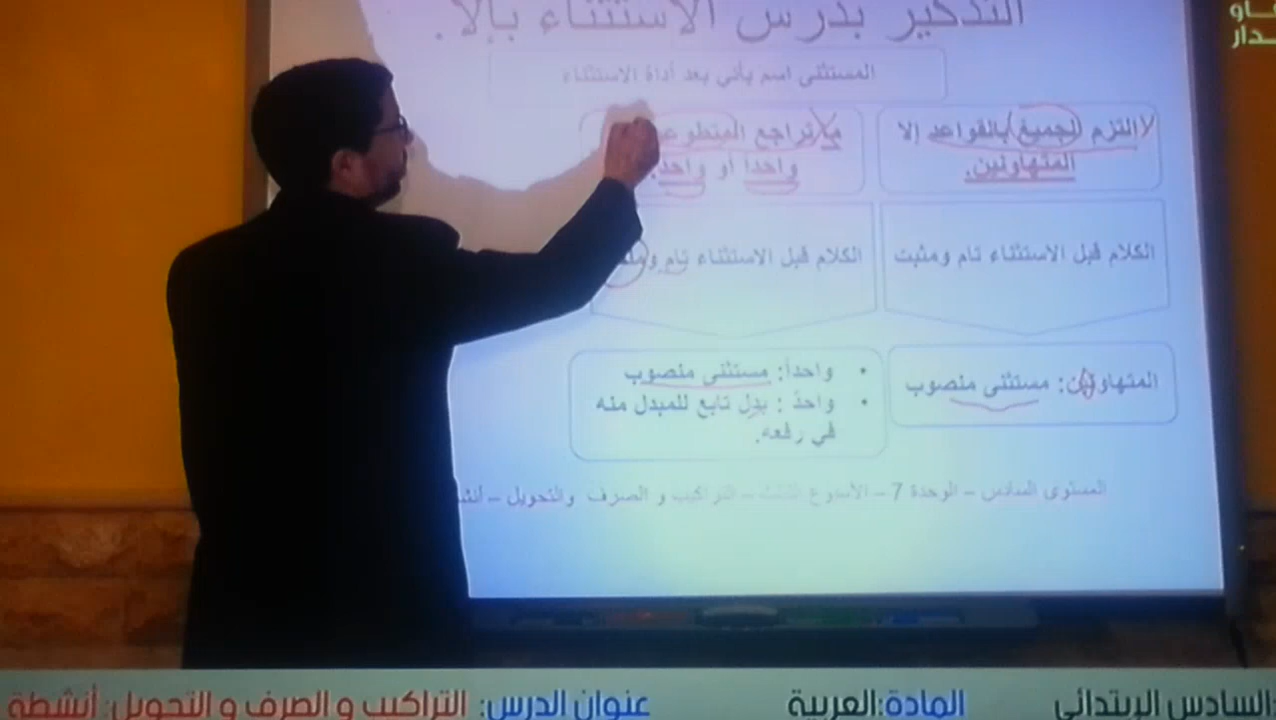 التذكير بدرس الاستثناء بإلا.
المستثنى اسم يأتي بعد أداة الاستثناء
التزم الجميع بالقواعد إلا
المتهاونين.
ما تراجع
واحدا أو واحد.
الكلام قبل الاستثناء تام ومثبت
الكلام قبل الاستثناء تام
المتهاونين: مستثنى منصوب
• واحداً: مستثنى منصوب
• واحدٌ : بدل تابع للمبدل منه
في رفعه.
المستوى السادس – الوحدة 7 – الأسبوع الثالث – التراكيب و الصرف والتحويل –
السادس الابتدائي
المادة:العربية
عنوان الدرس: التراكيب و الصرف و التحويل: أنشطة